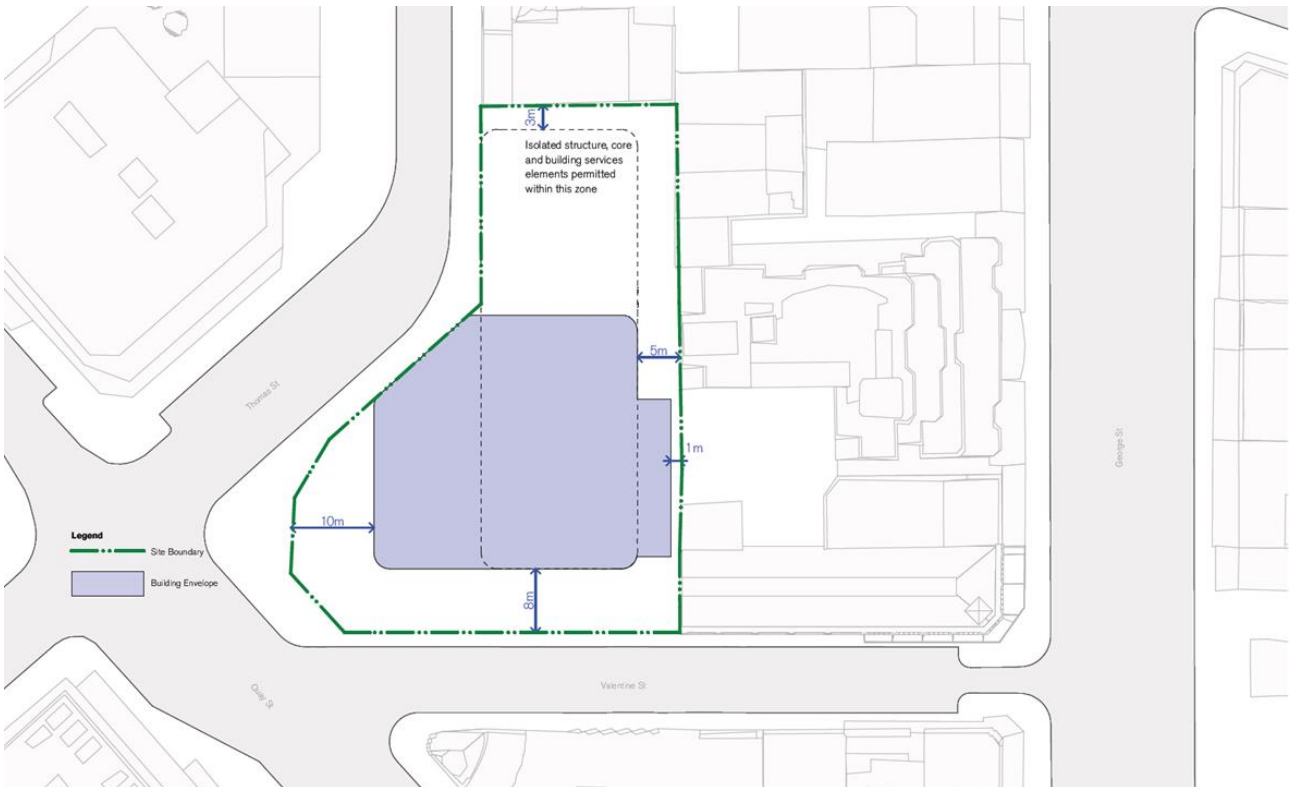 3m
Isolated structure, core
and building services
elements permitted
within this zone
5m
Thomas St
George St
1m
10m
Legend
Site Boundary
Building Envelope
8m
Quay St
Valentine St